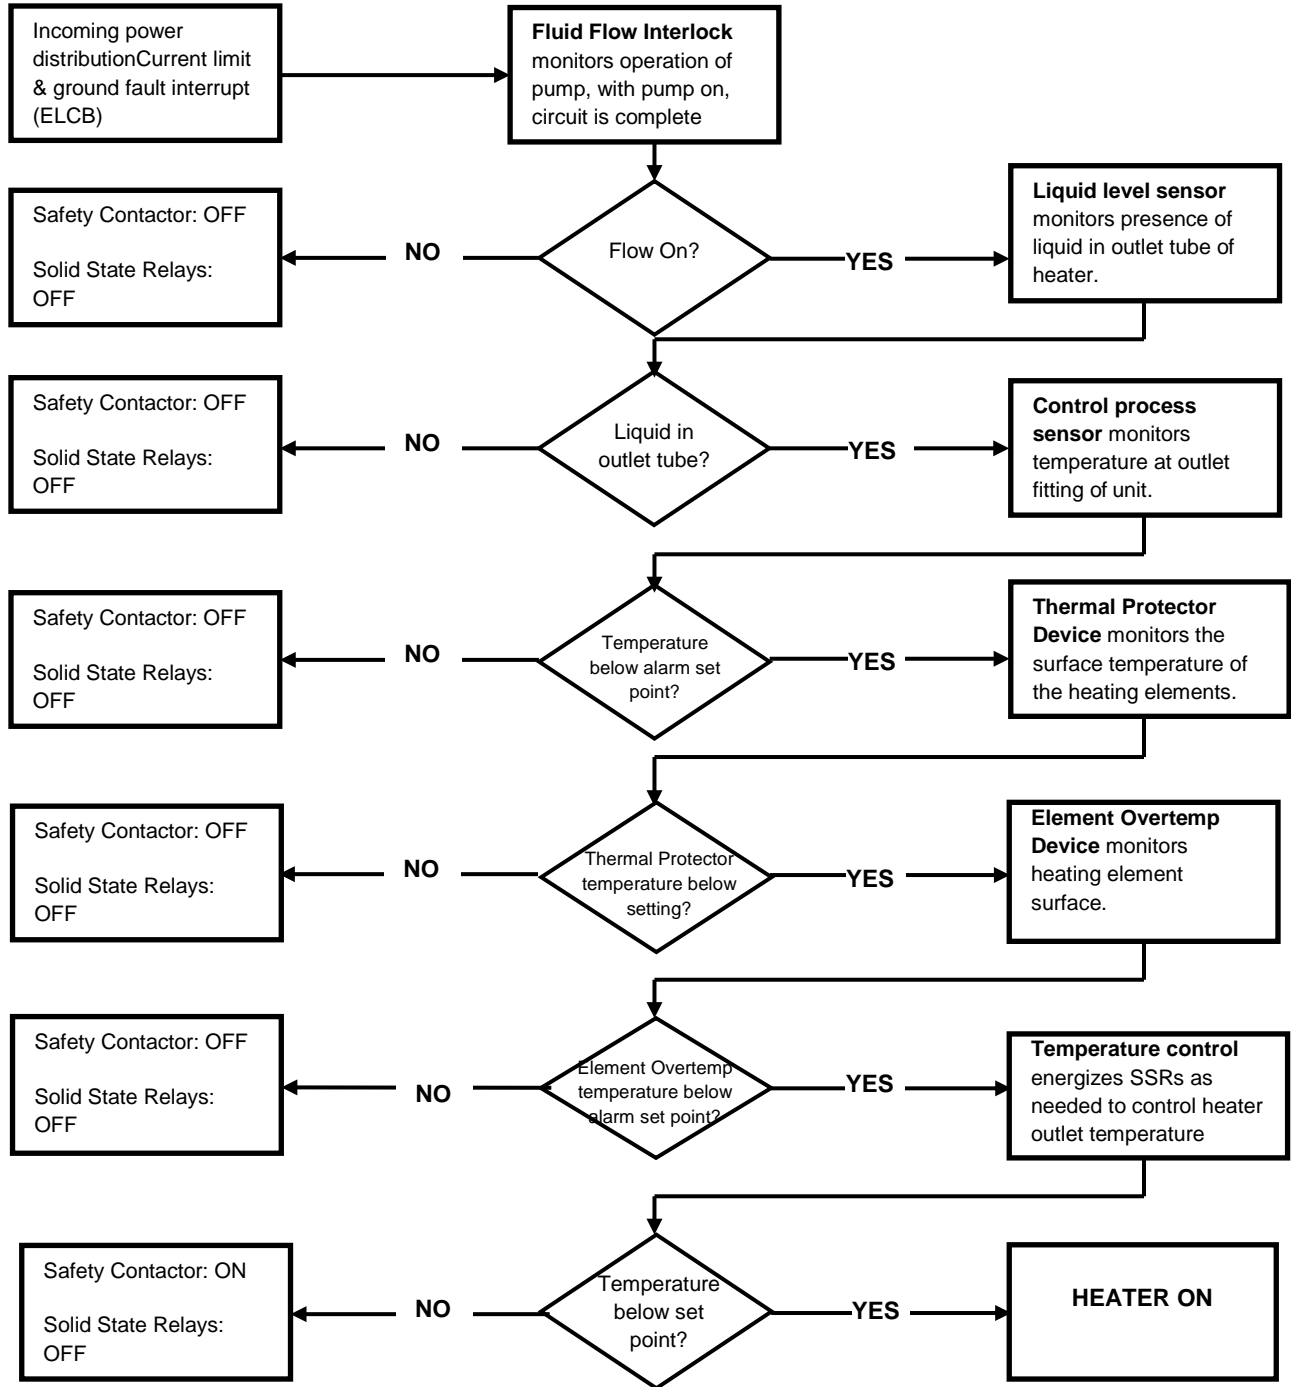 Incoming power
distributionCurrent limit
& ground fault interrupt
(ELCB)
Fluid Flow Interlock
monitors operation of
pump, with pump on,
circuit is complete
Safety Contactor: OFF
Solid State Relays:
OFF
NO
Flow On?
YES
Liquid level sensor
monitors presence of
liquid in outlet tube of
heater.
Safety Contactor: OFF
Solid State Relays:
OFF
NO
Liquid in
outlet tube?
YES
Control process
sensor monitors
temperature at outlet
fitting of unit.
Safety Contactor: OFF
Solid State Relays:
OFF
NO
Temperature
below alarm set
point?
YES
Thermal Protector
Device monitors the
surface temperature of
the heating elements.
Safety Contactor: OFF
Solid State Relays:
OFF
NO
Thermal Protector
temperature below
setting?
YES
Element Overtemp
Device monitors
heating element
surface.
Safety Contactor: OFF
Solid State Relays:
OFF
NO
Element Overtemp
temperature below
alarm set point?
YES
Temperature control
energizes SSRs as
needed to control heater
outlet temperature
Safety Contactor: ON
Solid State Relays:
OFF
NO
Temperature
below set
point?
YES
HEATER ON